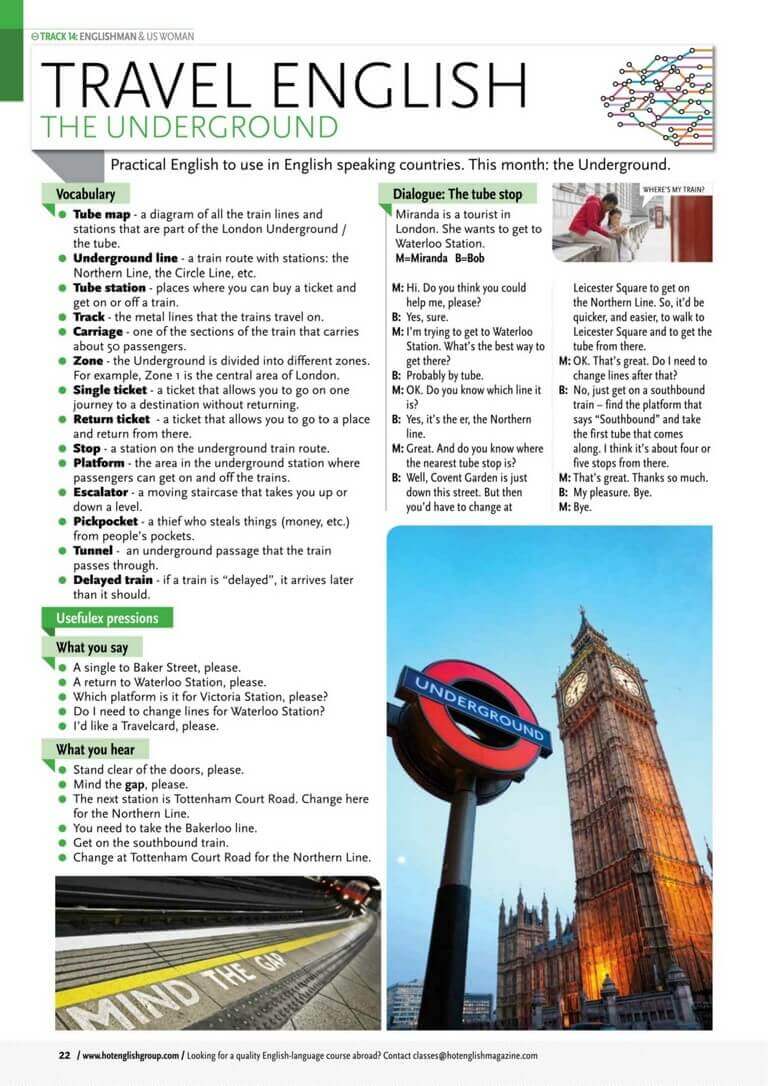 TRACK 14: ENGLISHMAN & US WOMAN
TRAVEL ENGLISH
THE UNDERGROUND
Practical English to use in English speaking countries. This month: the Underground.
Vocabulary
Tube map - a diagram of all the train lines and
stations that are part of the London Underground /
the tube.
Underground line - a train route with stations: the
Northern Line, the Circle Line, etc.
Tube station - places where you can buy a ticket and
get on or off a train.
Track - the metal lines that the trains travel on.
Carriage - one of the sections of the train that carries
about 50 passengers.
Zone - the Underground is divided into different zones.
For example, Zone 1 is the central area of London.
Single ticket - a ticket that allows you to go on one
journey to a destination without returning.
Return ticket - a ticket that allows you to go to a place
and return from there.
Stop - a station on the underground train route.
Platform - the area in the underground station where
passengers can get on and off the trains.
Escalator - a moving staircase that takes you up or
down a level.
Pickpocket - a thief who steals things (money, etc.)
from people's pockets.
Tunnel - an underground passage that the train
passes through.
Delayed train - if a train is "delayed", it arrives later
than it should.
Usefulex pressions
What you say
A single to Baker Street, please.
A return to Waterloo Station, please.
Which platform is it for Victoria Station, please?
Do I need to change lines for Waterloo Station?
I'd like a Travelcard, please.
What you hear
Stand clear of the doors, please.
Mind the gap, please.
The next station is Tottenham Court Road. Change here
for the Northern Line.
You need to take the Bakerloo line.
Get on the southbound train.
Change at Tottenham Court Road for the Northern Line.
MIND THE GAP
Dialogue: The tube stop
Miranda is a tourist in
London. She wants to get to
Waterloo Station.
M=Miranda B=Bob
WHERE'S MY TRAIN?
M: Hi. Do you think you could
help me, please?
B: Yes, sure.
M: I'm trying to get to Waterloo
Station. What's the best way to
get there?
B: Probably by tube.
M: OK. Do you know which line it
is?
B: Yes, it's the er, the Northern
line.
M: Great. And do you know where
the nearest tube stop is?
B: Well, Covent Garden is just
down this street. But then
you'd have to change at
Leicester Square to get on
the Northern Line. So, it'd be
quicker, and easier, to walk to
Leicester Square and to get the
tube from there.
M: OK. That's great. Do I need to
change lines after that?
B: No, just get on a southbound
train – find the platform that
says "Southbound" and take
the first tube that comes
along. I think it's about four or
five stops from there.
M: That's great. Thanks so much.
B: My pleasure. Bye.
M: Bye.
UNDERGROUND
22 / www.hotenglishgroup.com / Looking for a quality English-language course abroad? Contact classes@hotenglishmagazine.com